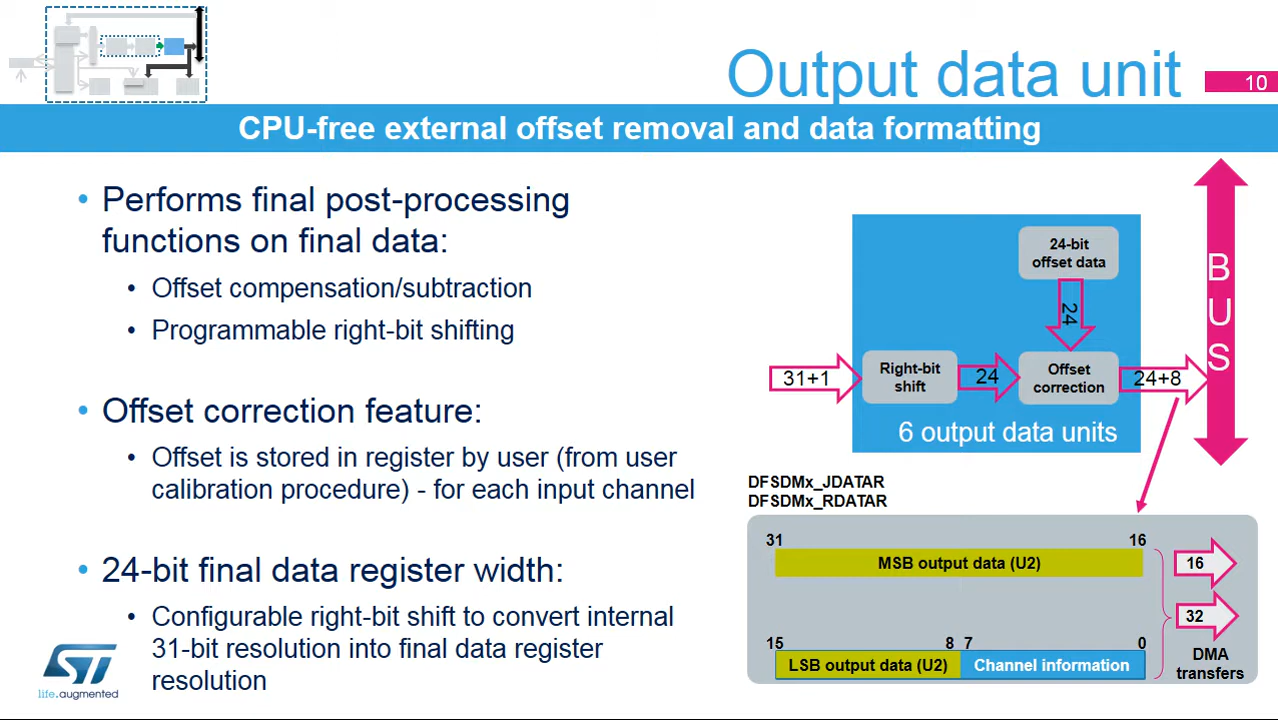 Output data unit
10
CPU-free external offset removal and data formatting
• Performs final post-processing
functions on final data:
• Offset compensation/subtraction
• Programmable right-bit shifting
• Offset correction feature:
• Offset is stored in register by user (from user
calibration procedure) - for each input channel
• 24-bit final data register width:
• Configurable right-bit shift to convert internal
31-bit resolution into final data register
resolution
ST
life.augmented
24-bit
offset data
24
31+1
Right-bit
shift
24
Offset
correction
24+8
6 output data units
BUS
DFSDMx_JDATAR
DFSDMx_RDATAR
31
16
MSB output data (U2)
16
32
15
8
7
0
LSB output data (U2)
Channel information
DMA
transfers